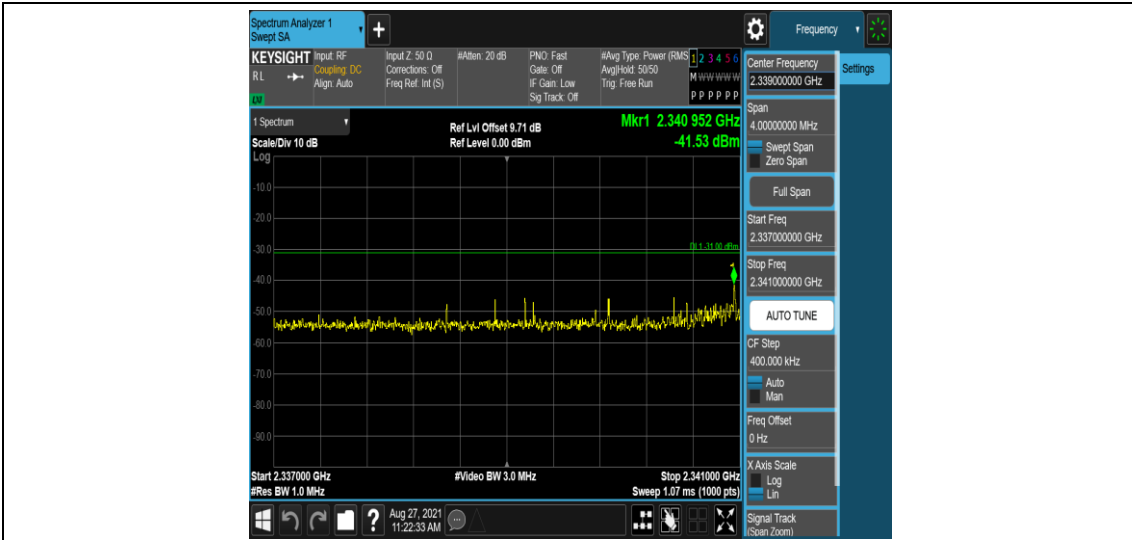 Spectrum Analyzer 1
Swept SA
+
Frequency
KEYSIGHT
RL
LXI
Input: RF
Coupling: DC
Align: Auto
Input Z: 50 Ω
Corrections: Off
Freq Ref: Int (S)
#Atten: 20 dB
PNO: Fast
Gate: Off
IF Gain: Low
Sig Track: Off
#Avg Type: Power (RMS
Avg|Hold: 50/50
Trig: Free Run
1 2 3 4 5 6
M W W W W W
P P P P P P
1 Spectrum
Scale/Div 10 dB
Log
Ref Lvl Offset 9.71 dB
Ref Level 0.00 dBm
Mkr1 2.340 952 GHz
-41.53 dBm
-10.0
-20.0
-30.0
DL1 -31.00 dBm
-40.0
-50.0
-60.0
-70.0
-80.0
-90.0
1
Start 2.337000 GHz
#Res BW 1.0 MHz
#Video BW 3.0 MHz
Stop 2.341000 GHz
Sweep 1.07 ms (1000 pts)
?
Aug 27, 2021
11:22:33 AM
Center Frequency
2.339000000 GHz
Settings
Span
4.00000000 MHz
Swept Span
Zero Span
Full Span
Start Freq
2.337000000 GHz
Stop Freq
2.341000000 GHz
AUTO TUNE
CF Step
400.000 kHz
Auto
Man
Freq Offset
0 Hz
X Axis Scale
Log
Lin
Signal Track
(Span Zoom)